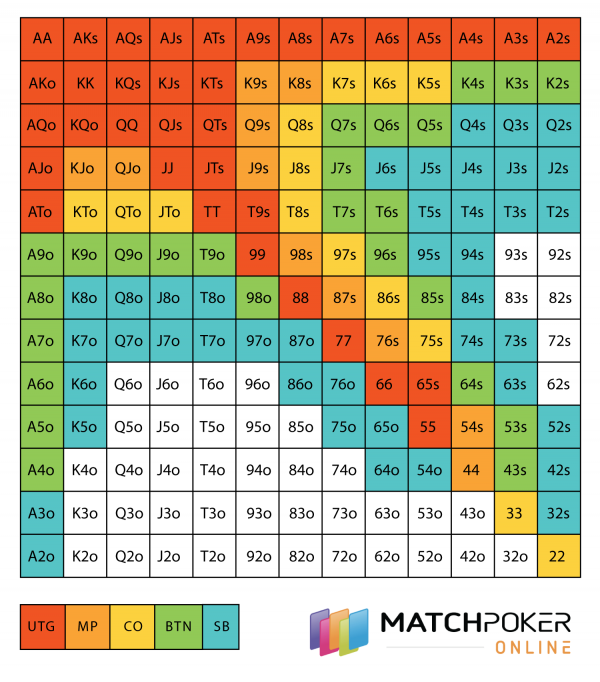 AA AKs AQs AJs ATs A9s A8s A7s A6s A5s A4s A3s A2s
AKo KK KQs KJs KTs K9s K8s K7s K6s K5s K4s K3s K2s
AQo KQo QQ QJs QTs Q9s Q8s Q7s Q6s Q5s Q4s Q3s Q2s
AJo KJo QJo JJ JTs J9s J8s J7s J6s J5s J4s J3s J2s
ATo KTo QTo JTo TT T9s T8s T7s T6s T5s T4s T3s T2s
A9o K9o Q9o J9o T9o 99 98s 97s 96s 95s 94s 93s 92s
A8o K8o Q8o J8o T8o 98o 88 87s 86s 85s 84s 83s 82s
A7o K7o Q7o J7o T7o 97o 87o 77 76s 75s 74s 73s 72s
A6o K6o Q6o J6o T6o 96o 86o 76o 66 65s 64s 63s 62s
A5o K5o Q5o J5o T5o 95o 85o 75o 65o 55 54s 53s 52s
A4o K4o Q4o J4o T4o 94o 84o 74o 64o 54o 44 43s 42s
A3o K3o Q3o J3o T3o 93o 83o 73o 63o 53o 43o 33 32s
A2o K2o Q2o J2o T2o 92o 82o 72o 62o 52o 42o 32o 22
UTG MP CO BTN SB
MATCHPOKER
ONLINE